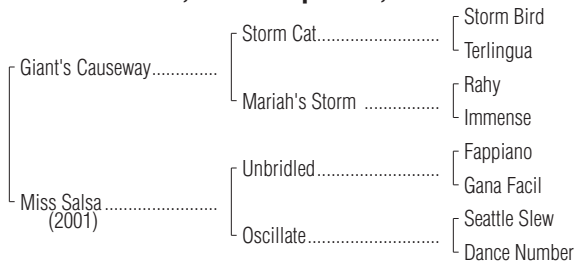 Storm Bird
Storm Cat
Terlingua
Giant's Causeway
Rahy
Mariah's Storm
Immense
Fappiano
Unbridled
Gana Facil
Miss Salsa
(2001)
Seattle Slew
Oscillate
Dance Number